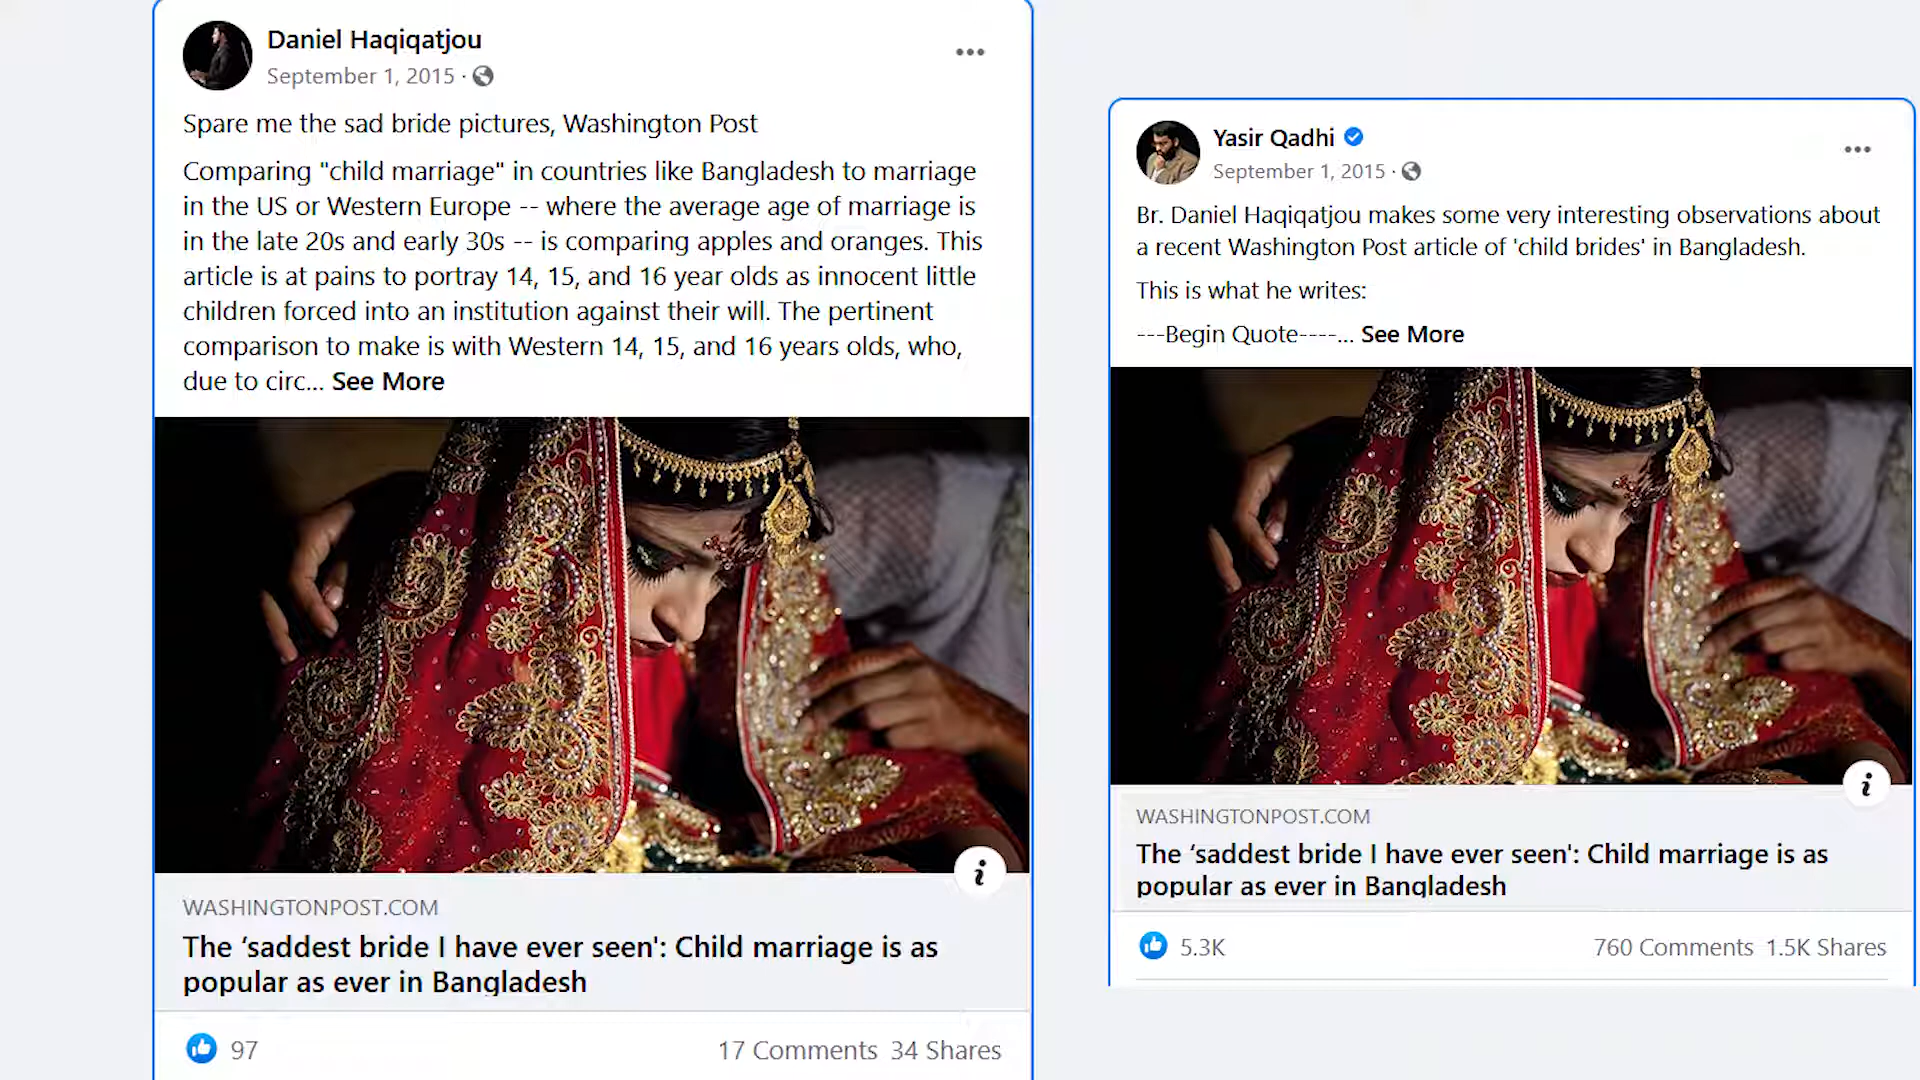 Daniel Haqiqatjou
September 1, 2015 ·
Spare me the sad bride pictures, Washington Post
Comparing "child marriage" in countries like Bangladesh to marriage
in the US or Western Europe -- where the average age of marriage is
in the late 20s and early 30s -- is comparing apples and oranges. This
article is at pains to portray 14, 15, and 16 year olds as innocent little
children forced into an institution against their will. The pertinent
comparison to make is with Western 14, 15, and 16 years olds, who,
due to circ... See More
WASHINGTONPOST.COM
The ‘saddest bride I have ever seen': Child marriage is as
popular as ever in Bangladesh
97
17 Comments 34 Shares
Yasir Qadhi
September 1, 2015 ·
Br. Daniel Haqiqatjou makes some very interesting observations about
a recent Washington Post article of 'child brides' in Bangladesh.
This is what he writes:
---Begin Quote----... See More
WASHINGTONPOST.COM
The ‘saddest bride I have ever seen': Child marriage is as
popular as ever in Bangladesh
5.3K
760 Comments 1.5K Shares